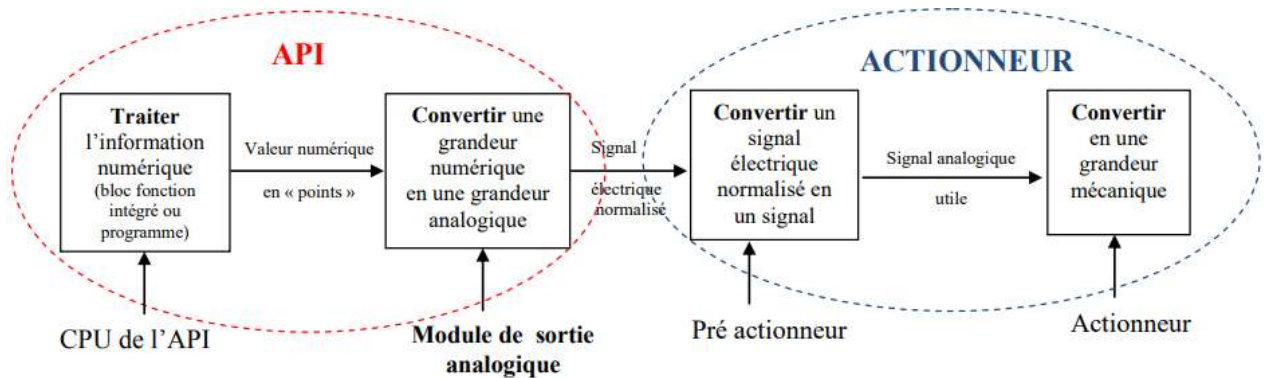 API
ACTIONNEUR
Traiter
l’information
numérique
(bloc fonction
intégré ou
programme)
Valeur numérique
en « points »
Convertir une
grandeur
numérique
en une grandeur
analogique
Signal
électrique
normalisé
Convertir un
signal
électrique
normalisé en
un signal
Signal analogique
utile
Convertir
en une
grandeur
mécanique
CPU de l’API
Module de sortie
analogique
Pré actionneur
Actionneur